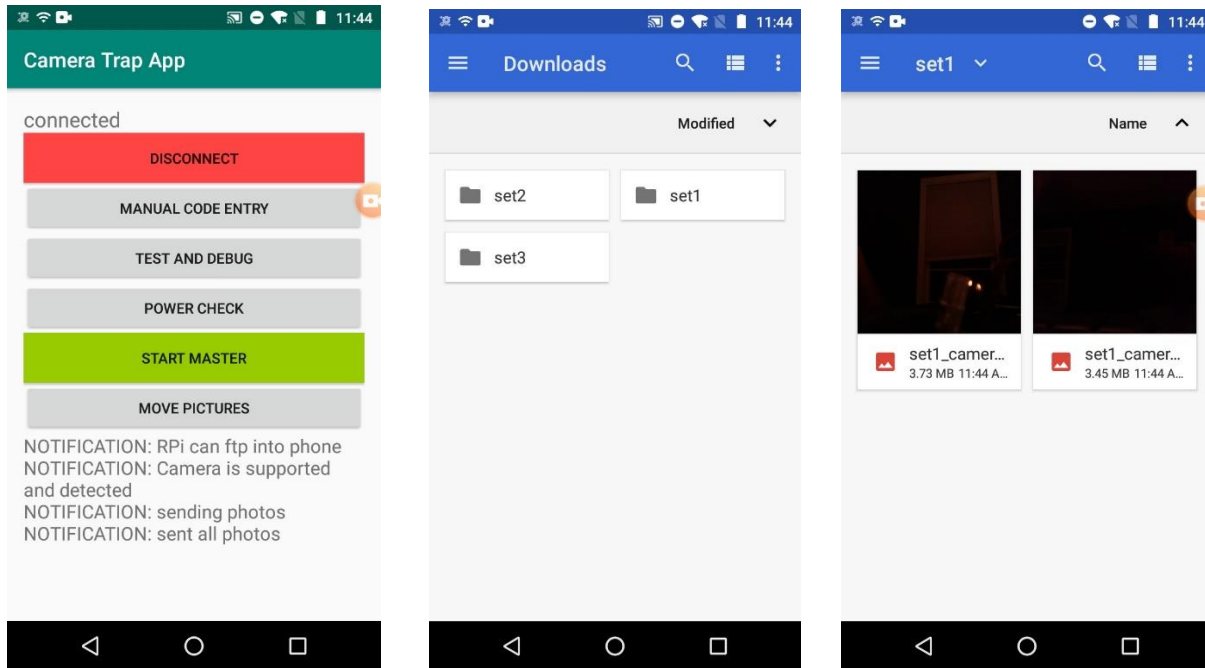 11:44
Camera Trap App
connected
DISCONNECT
MANUAL CODE ENTRY
TEST AND DEBUG
POWER CHECK
START MASTER
MOVE PICTURES
NOTIFICATION: RPi can ftp into phone
NOTIFICATION: Camera is supported
and detected
NOTIFICATION: sending photos
NOTIFICATION: sent all photos
11:44
Downloads
Modified
set2
set1
set3
11:44
set1
Name
set1_camer...
3.73 MB 11:44 A...
set1_camer...
3.45 MB 11:44 A...